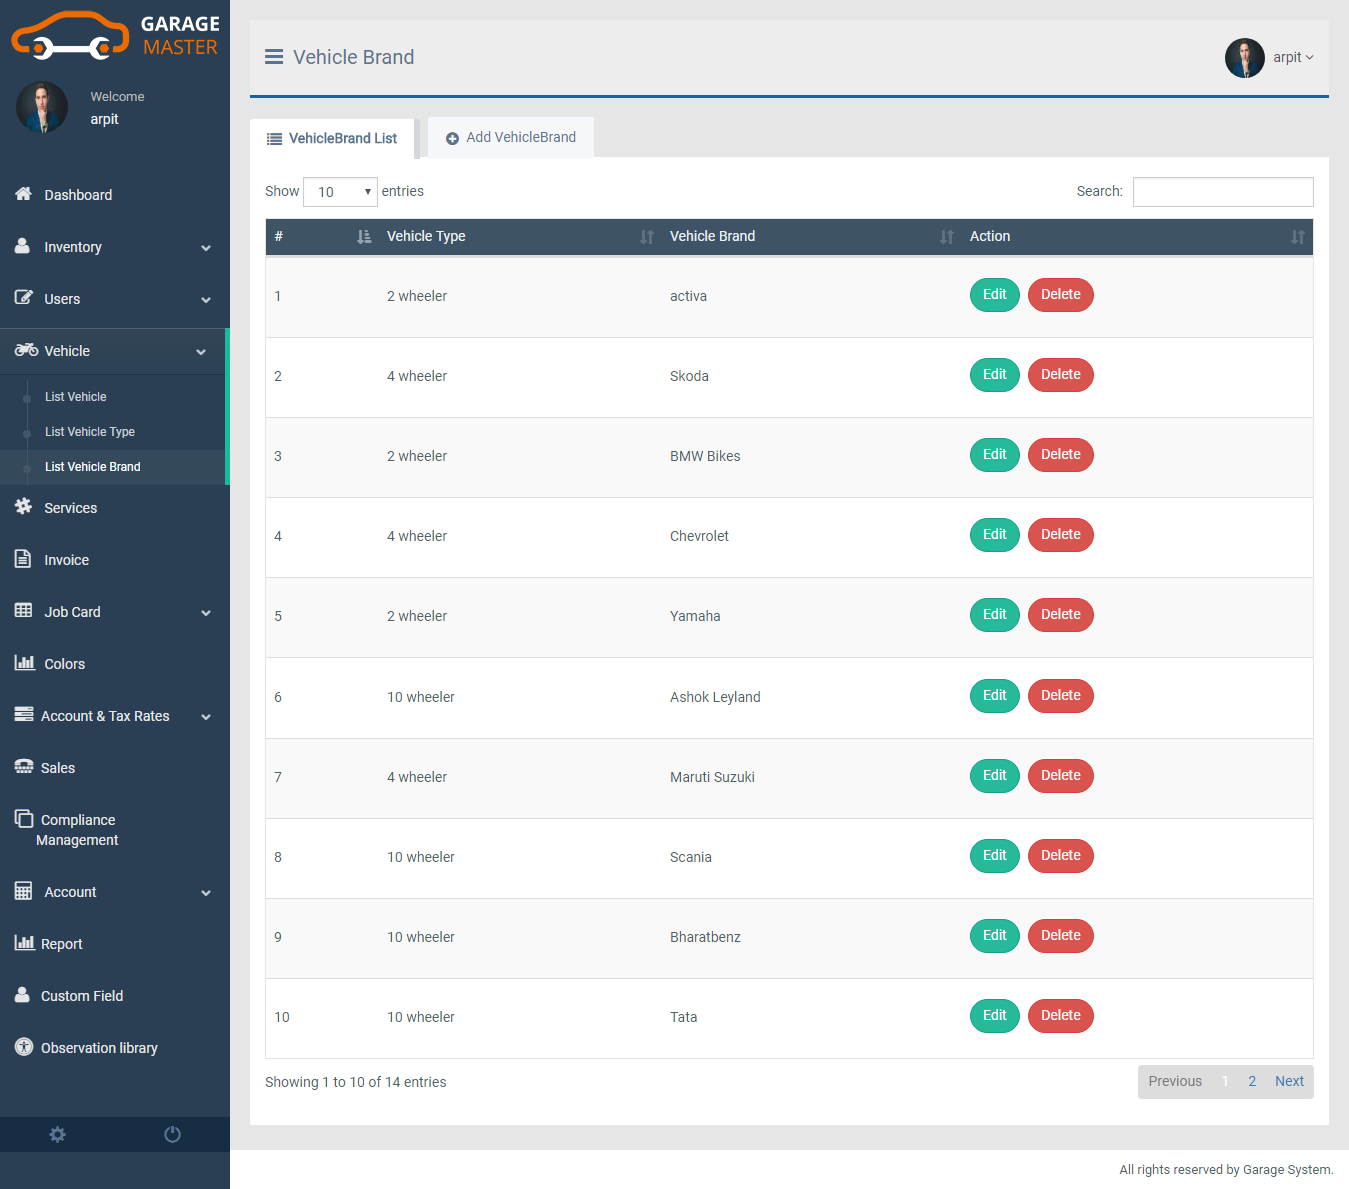 GARAGE
MASTER
Welcome
arpit
Dashboard
Inventory
Users
Vehicle
List Vehicle
List Vehicle Type
List Vehicle Brand
Services
Invoice
Job Card
Colors
Account & Tax Rates
Sales
Compliance
Management
Account
Report
Custom Field
Observation library
Vehicle Brand
arpit
VehicleBrand List
Add VehicleBrand
Show 10 entries
Search:
# Vehicle Type Vehicle Brand Action
1 2 wheeler activa Edit Delete
2 4 wheeler Skoda Edit Delete
3 2 wheeler BMW Bikes Edit Delete
4 4 wheeler Chevrolet Edit Delete
5 2 wheeler Yamaha Edit Delete
6 10 wheeler Ashok Leyland Edit Delete
7 4 wheeler Maruti Suzuki Edit Delete
8 10 wheeler Scania Edit Delete
9 10 wheeler Bharatbenz Edit Delete
10 10 wheeler Tata Edit Delete
Showing 1 to 10 of 14 entries
Previous 1 2 Next
All rights reserved by Garage System.